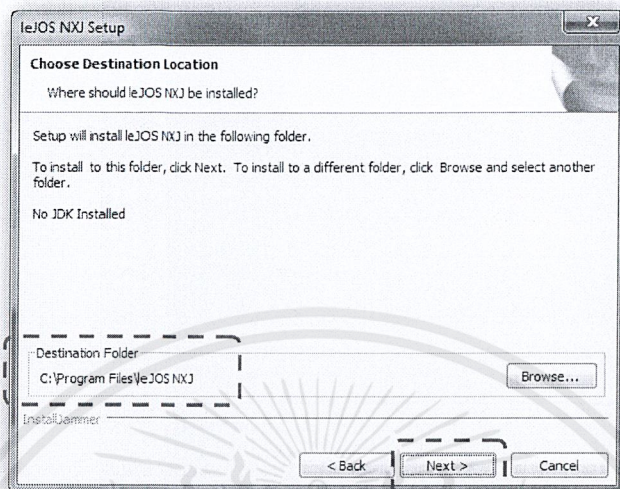 leJOS NXJ Setup
Choose Destination Location
Where should leJOS NXJ be installed?
Setup will install leJOS NXJ in the following folder.
To install to this folder, click Next. To install to a different folder, click Browse and select another
folder.
No JDK Installed
Destination Folder
C:\Program Files\leJOS NXJ
Browse...
InstallJammer
< Back
Next >
Cancel